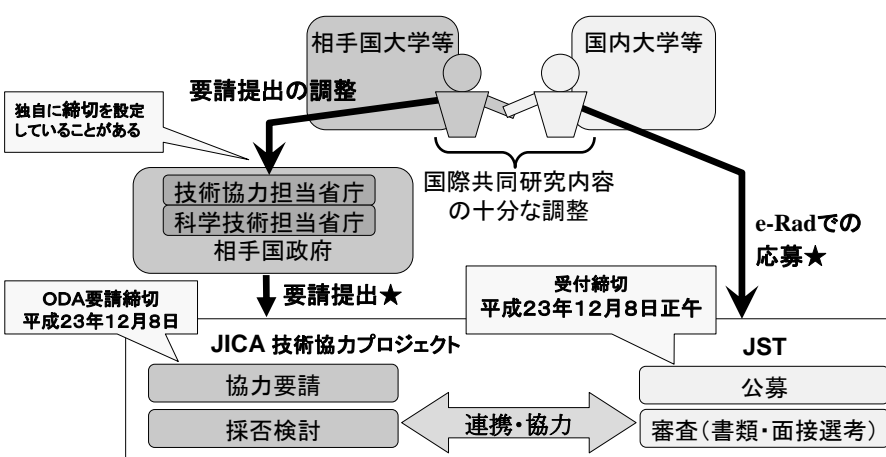 相手国大学等
国内大学等
要請提出の調整
独自に締切を設定
していることがある
国際共同研究内容
の十分な調整
技術協力担当省庁
科学技術担当省庁
相手国政府
e-Radでの
応募★
要請提出★
ODA要請締切
平成23年12月8日
受付締切
平成23年12月8日正午
JICA 技術協力プロジェクト
JST
協力要請
公募
採否検討
連携・協力
審査(書類・面接選考)